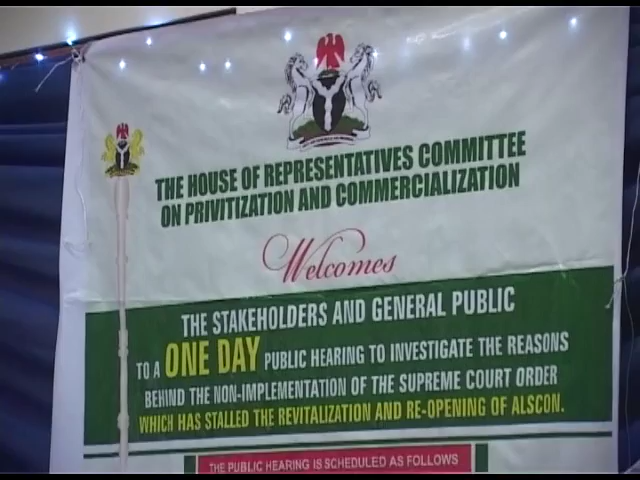 THE HOUSE OF REPRESENTATIVES COMMITTEE
ON PRIVITIZATION AND COMMERCIALIZATION
Welcomes
THE STAKEHOLDERS AND GENERAL PUBLIC
TO A ONE DAY PUBLIC HEARING TO INVESTIGATE THE REASONS
BEHIND THE NON-IMPLEMENTATION OF THE SUPREME COURT ORDER
WHICH HAS STALLED THE REVITALIZATION AND RE-OPENING OF ALSCON.
THE PUBLIC HEARING IS SCHEDULED AS FOLLOWS